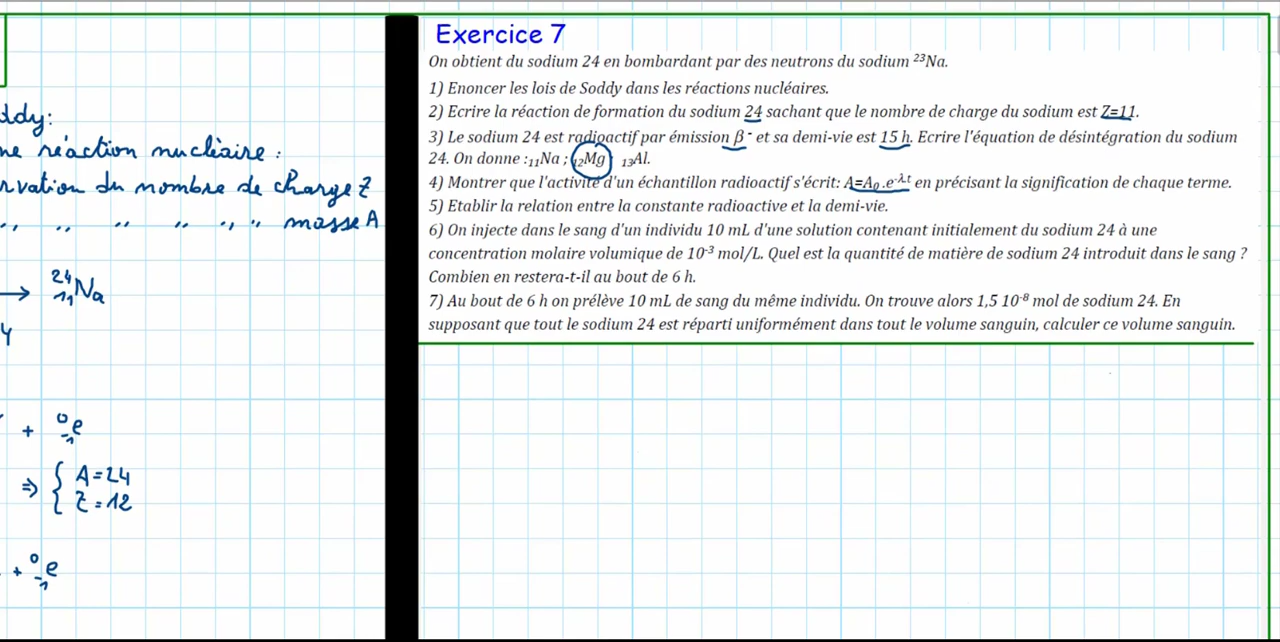 ddy:
ne réaction nucléaire :
rvation du nombre de charge Z
" " " " " " masse A
→ ²⁴₁₁Na
4
+ ⁰₋₁e
⇒ { A = 24
Z = 12
+ ⁰₋₁e
Exercice 7
On obtient du sodium 24 en bombardant par des neutrons du sodium ²³Na.
1) Enoncer les lois de Soddy dans les réactions nucléaires.
2) Ecrire la réaction de formation du sodium 24 sachant que le nombre de charge du sodium est Z=11.
3) Le sodium 24 est radioactif par émission β⁻ et sa demi-vie est 15 h. Ecrire l'équation de désintégration du sodium
24. On donne :₁₁Na ; ₁₂Mg ; ₁₃Al.
4) Montrer que l'activité d'un échantillon radioactif s'écrit: A=A₀.e^-λt en précisant la signification de chaque terme.
5) Etablir la relation entre la constante radioactive et la demi-vie.
6) On injecte dans le sang d'un individu 10 mL d'une solution contenant initialement du sodium 24 à une
concentration molaire volumique de 10⁻³ mol/L. Quel est la quantité de matière de sodium 24 introduit dans le sang ?
Combien en restera-t-il au bout de 6 h.
7) Au bout de 6 h on prélève 10 mL de sang du même individu. On trouve alors 1,5 10⁻⁸ mol de sodium 24. En
supposant que tout le sodium 24 est réparti uniformément dans tout le volume sanguin, calculer ce volume sanguin.